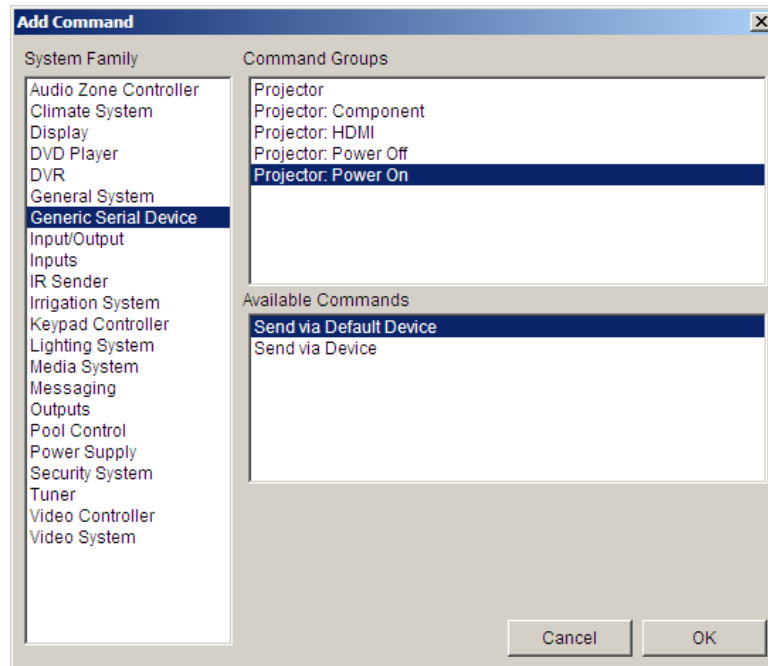 Add Command
System Family
Audio Zone Controller
Climate System
Display
DVD Player
DVR
General System
Generic Serial Device
Input/Output
Inputs
IR Sender
Irrigation System
Keypad Controller
Lighting System
Media System
Messaging
Outputs
Pool Control
Power Supply
Security System
Tuner
Video Controller
Video System
Command Groups
Projector
Projector: Component
Projector: HDMI
Projector: Power Off
Projector: Power On
Available Commands
Send via Default Device
Send via Device
Cancel
OK